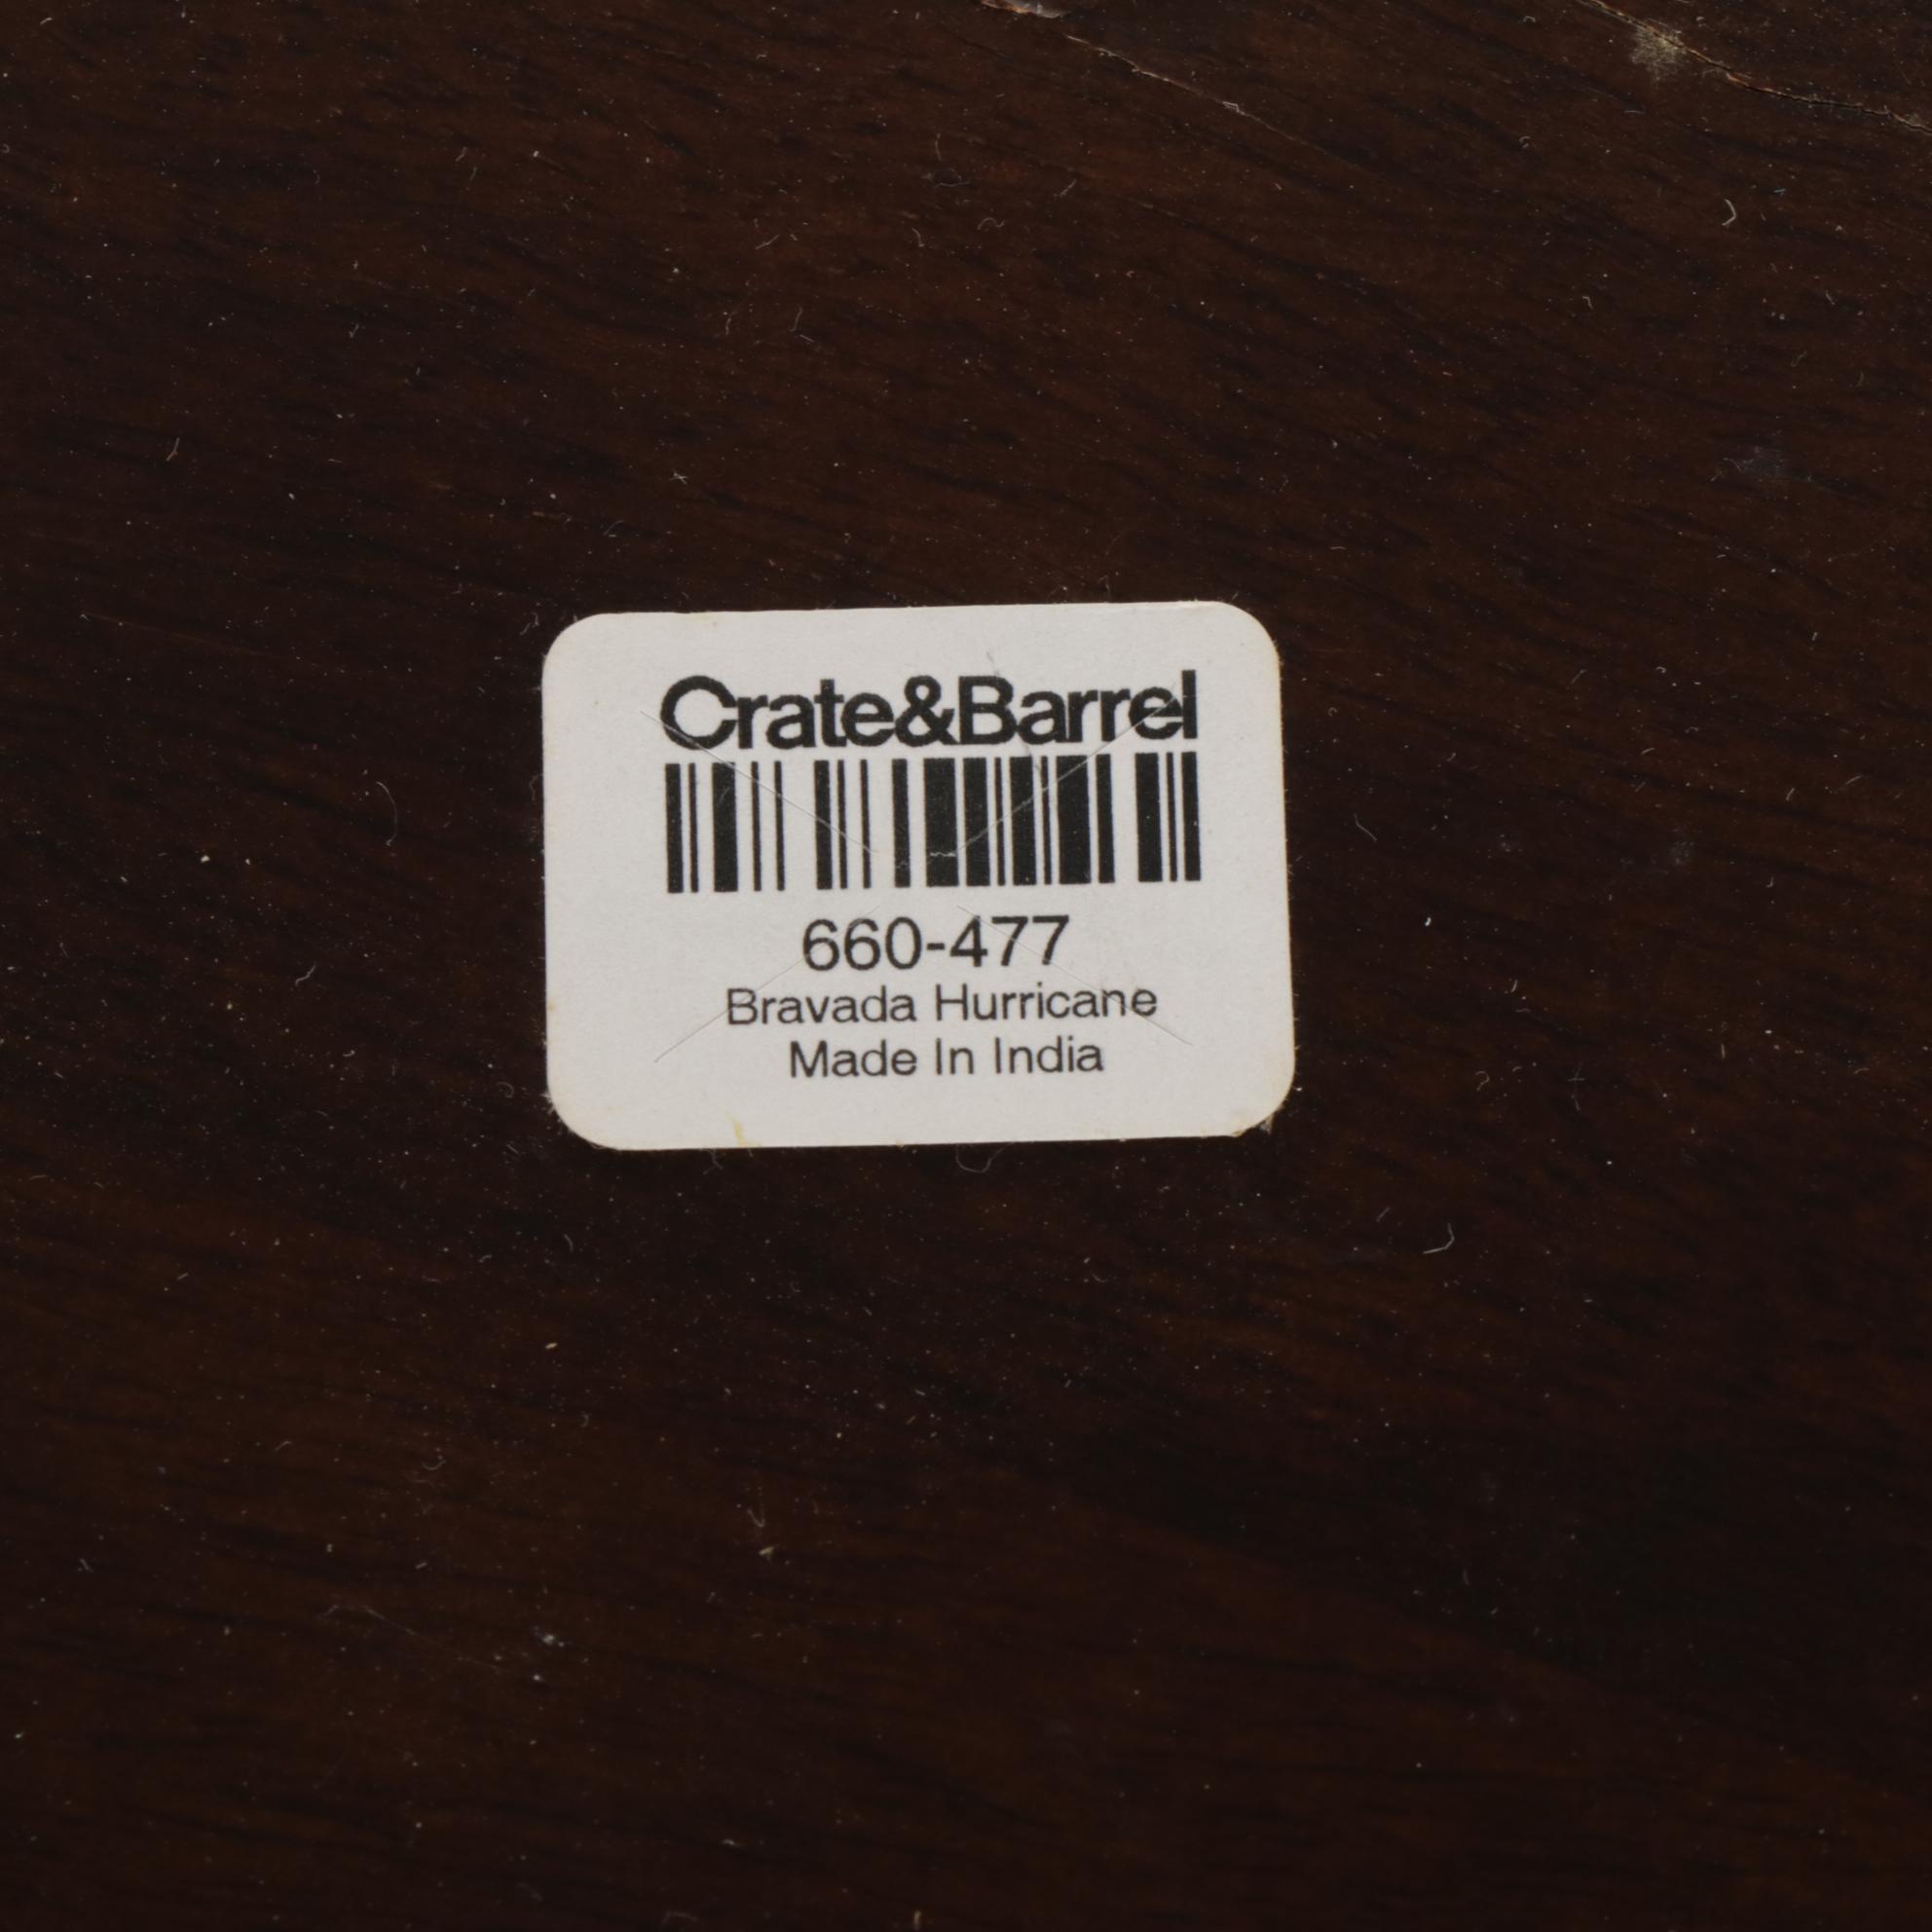 Crate&Barrel
660-477
Bravada Hurricane
Made In India